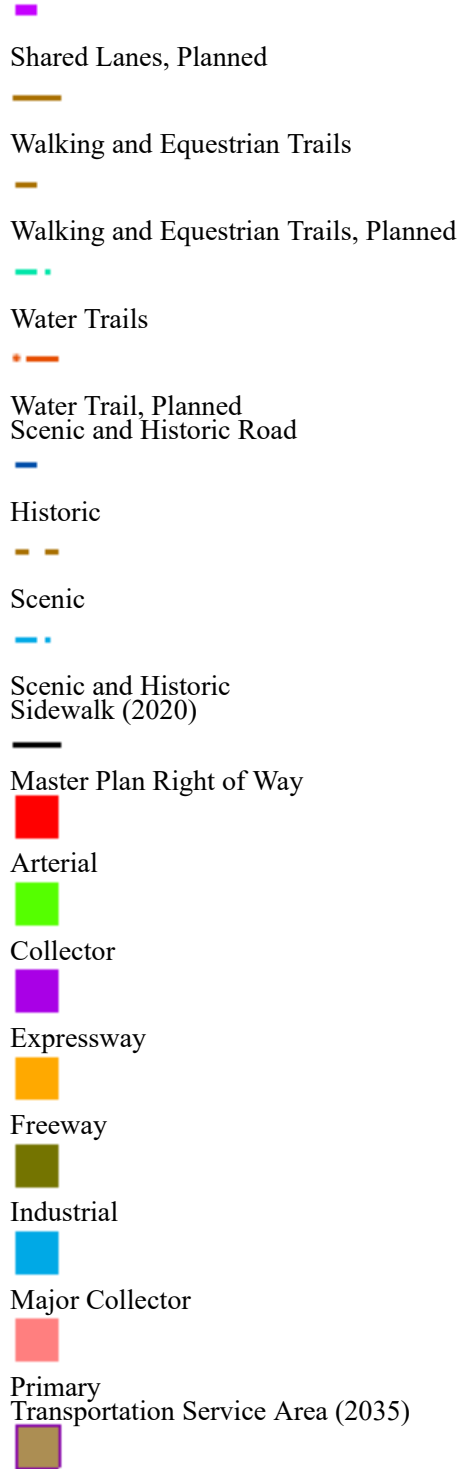 Shared Lanes, Planned
Walking and Equestrian Trails
Walking and Equestrian Trails, Planned
Water Trails
Water Trail, Planned
Scenic and Historic Road
Historic
Scenic
Scenic and Historic
Sidewalk (2020)
Master Plan Right of Way
Arterial
Collector
Expressway
Freeway
Industrial
Major Collector
Primary
Transportation Service Area (2035)